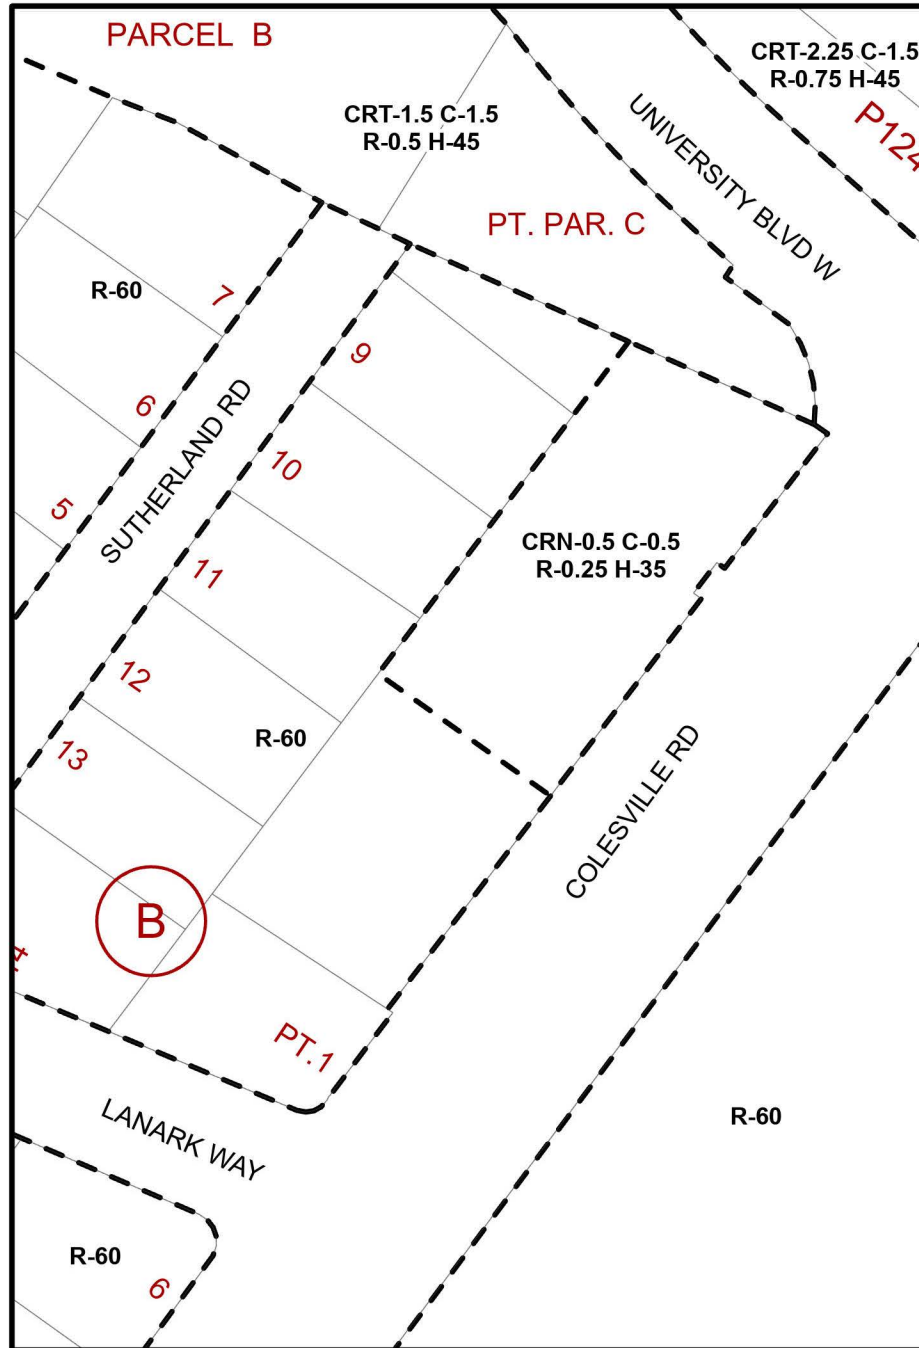 PARCEL B
CRT-2.25 C-1.5
R-0.75 H-45
CRT-1.5 C-1.5
R-0.5 H-45
P124
UNIVERSITY BLVD W
PT. PAR. C
R-60
7
9
6
SUTHERLAND RD
10
5
CRN-0.5 C-0.5
R-0.25 H-35
11
12
R-60
13
COLESVILLE RD
B
PT.1
LANARK WAY
R-60
R-60
6